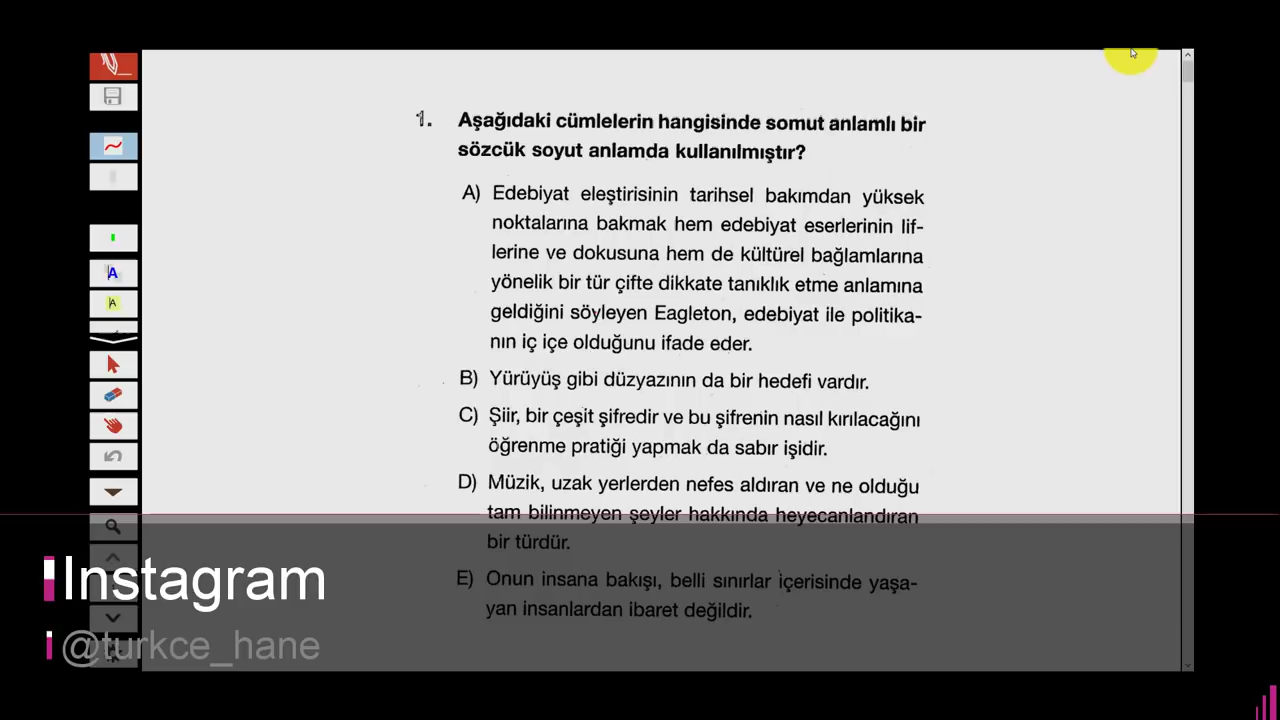 1. Aşağıdaki cümlelerin hangisinde somut anlamlı bir
sözcük soyut anlamda kullanılmıştır?
A) Edebiyat eleştirisinin tarihsel bakımdan yüksek
noktalarına bakmak hem edebiyat eserlerinin lif-
lerine ve dokusuna hem de kültürel bağlamlarına
yönelik bir tür çifte dikkate tanıklık etme anlamına
geldiğini söyleyen Eagleton, edebiyat ile politika-
nın iç içe olduğunu ifade eder.
B) Yürüyüş gibi düzyazının da bir hedefi vardır.
C) Şiir, bir çeşit şifredir ve bu şifrenin nasıl kırılacağını
öğrenme pratiği yapmak da sabır işidir.
D) Müzik, uzak yerlerden nefes aldıran ve ne olduğu
tam bilinmeyen şeyler hakkında heyecanlandıran
bir türdür.
E) Onun insana bakışı, belli sınırlar içerisinde yaşa-
yan insanlardan ibaret değildir.
Instagram
@turkce_hane
A
A